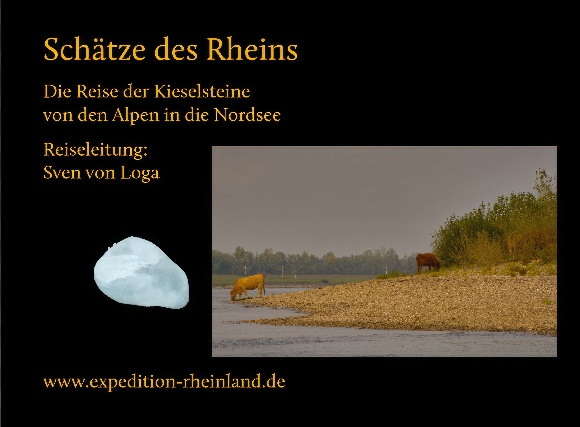 Schätze des Rheins
Die Reise der Kieselsteine
von den Alpen in die Nordsee
Reiseleitung:
Sven von Loga
www.expedition-rheinland.de